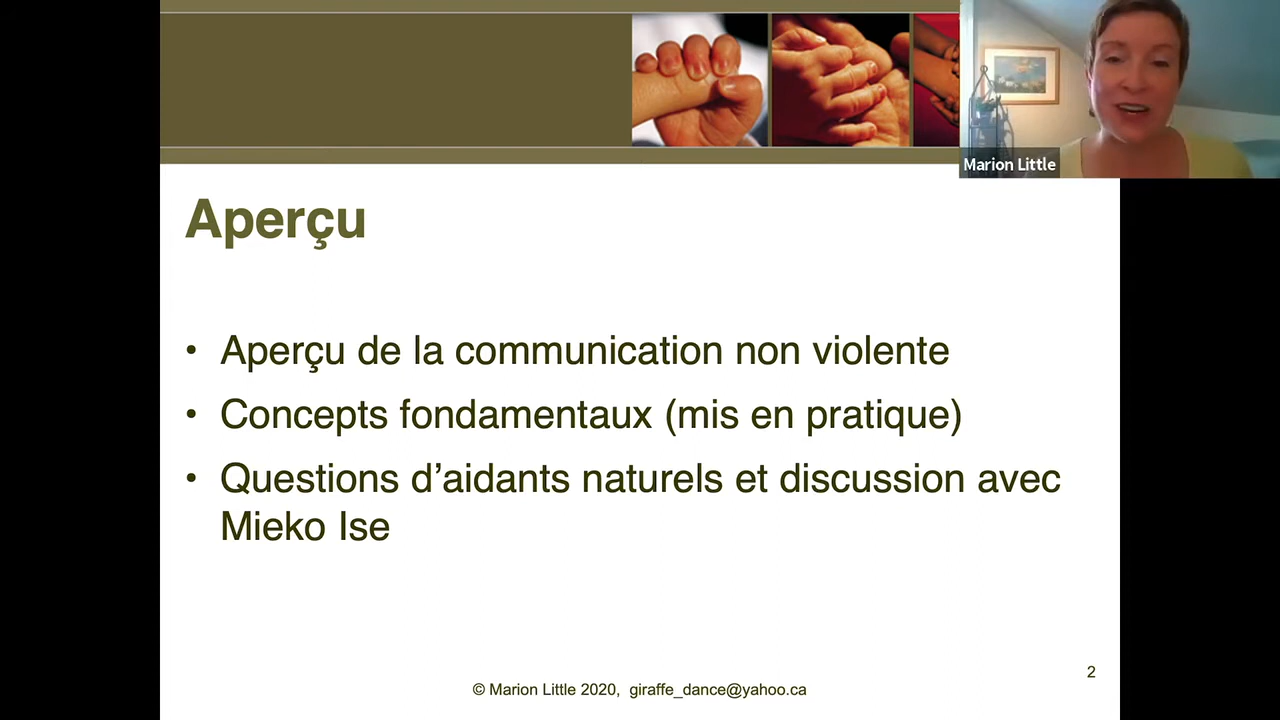 Marion Little
Aperçu
• Aperçu de la communication non violente
• Concepts fondamentaux (mis en pratique)
• Questions d’aidants naturels et discussion avec
Mieko Ise
2
© Marion Little 2020, giraffe_dance@yahoo.ca